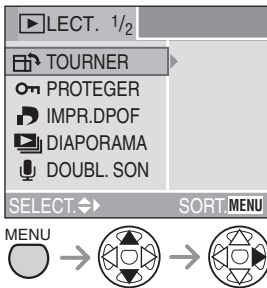 LECT. 1/2
TOURNER
PROTEGER
IMPR.DPOF
DIAPORAMA
DOUBL. SON
SELECT. SORT. MENU
MENU